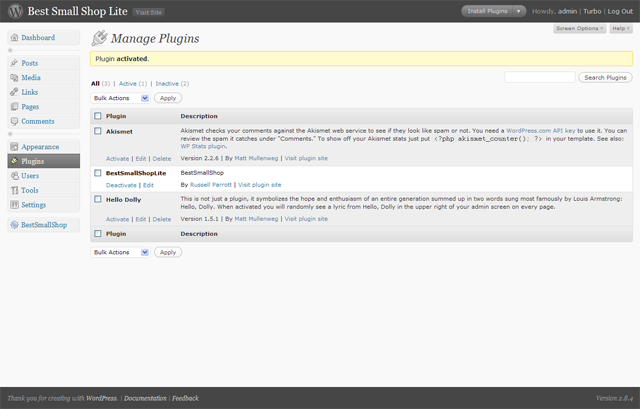 Best Small Shop Lite Visit Site Install Plugins Howdy, admin | Turbo | Log Out
Screen Options Help
Dashboard
Posts
Media
Links
Pages
Comments
Appearance
Plugins
Users
Tools
Settings
BestSmallShop
Manage Plugins
Plugin activated.
Search Plugins
All (3) | Active (1) | Inactive (2)
Bulk Actions Apply
Plugin Description
Akismet Akismet checks your comments against the Akismet web service to see if they look like spam or not. You need a WordPress.com API key to use it. You can
review the spam it catches under "Comments." To show off your Akismet stats just put <?php akismet_counter(); ?> in your template. See also:
WP Stats plugin.
Activate | Edit | Delete Version 2.2.6 | By Matt Mullenweg | Visit plugin site
BestSmallShopLite BestSmallShop
Deactivate | Edit By Russell Parrott | Visit plugin site
Hello Dolly This is not just a plugin, it symbolizes the hope and enthusiasm of an entire generation summed up in two words sung most famously by Louis Armstrong:
Hello, Dolly. When activated you will randomly see a lyric from Hello, Dolly in the upper right of your admin screen on every page.
Activate | Edit | Delete Version 1.5.1 | By Matt Mullenweg | Visit plugin site
Plugin Description
Bulk Actions Apply
Thank you for creating with WordPress. | Documentation | Feedback Version 2.8.4